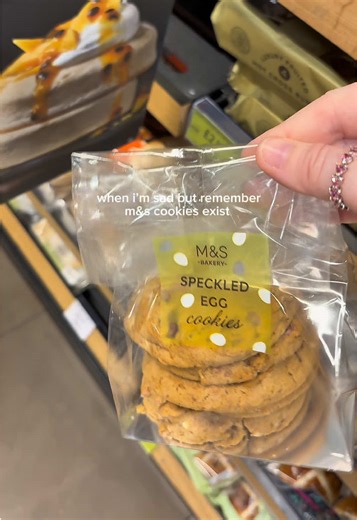 when i'm sad but remember
m&s cookies exist
M&S
BAKERY
SPECKLED
EGG
cookies